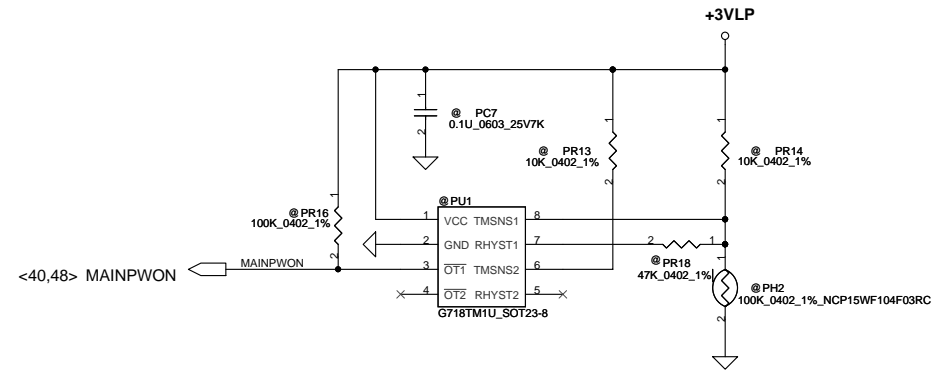 +3VLP
1
@ PC7
0.1U_0603_25V7K
2
1
@ PR13
10K_0402_1%
2
1
@ PR14
10K_0402_1%
2
1
@PR16
100K_0402_1%
2
@PU1
1 VCC TMSNS1 8
2 GND RHYST1 7
3 OT1 TMSNS2 6
4 OT2 RHYST2 5
G718TM1U_SOT23-8
<40,48> MAINPWON
MAINPWON
2 1
@PR18
47K_0402_1%
1
@PH2
100K_0402_1%_NCP15WF104F03RC
2